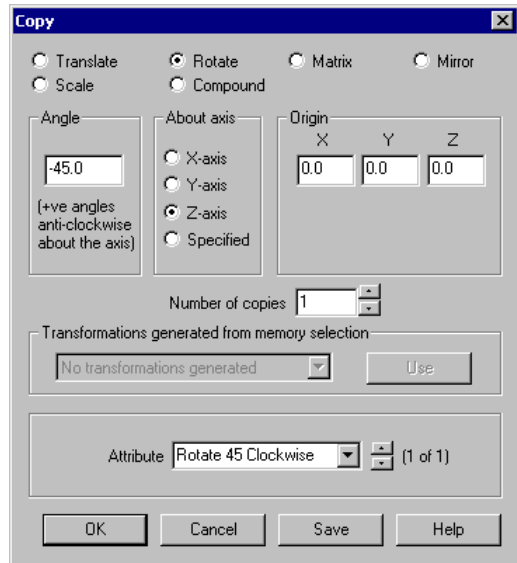 Copy
Translate Rotate Matrix Mirror
Scale Compound
Angle About axis Origin
X Y Z
-45.0 X-axis 0.0 0.0 0.0
Y-axis
(+ve angles Z-axis
anti-clockwise
about the axis) Specified
Number of copies 1
Transformations generated from memory selection
No transformations generated Use
Attribute Rotate 45 Clockwise (1 of 1)
OK Cancel Save Help